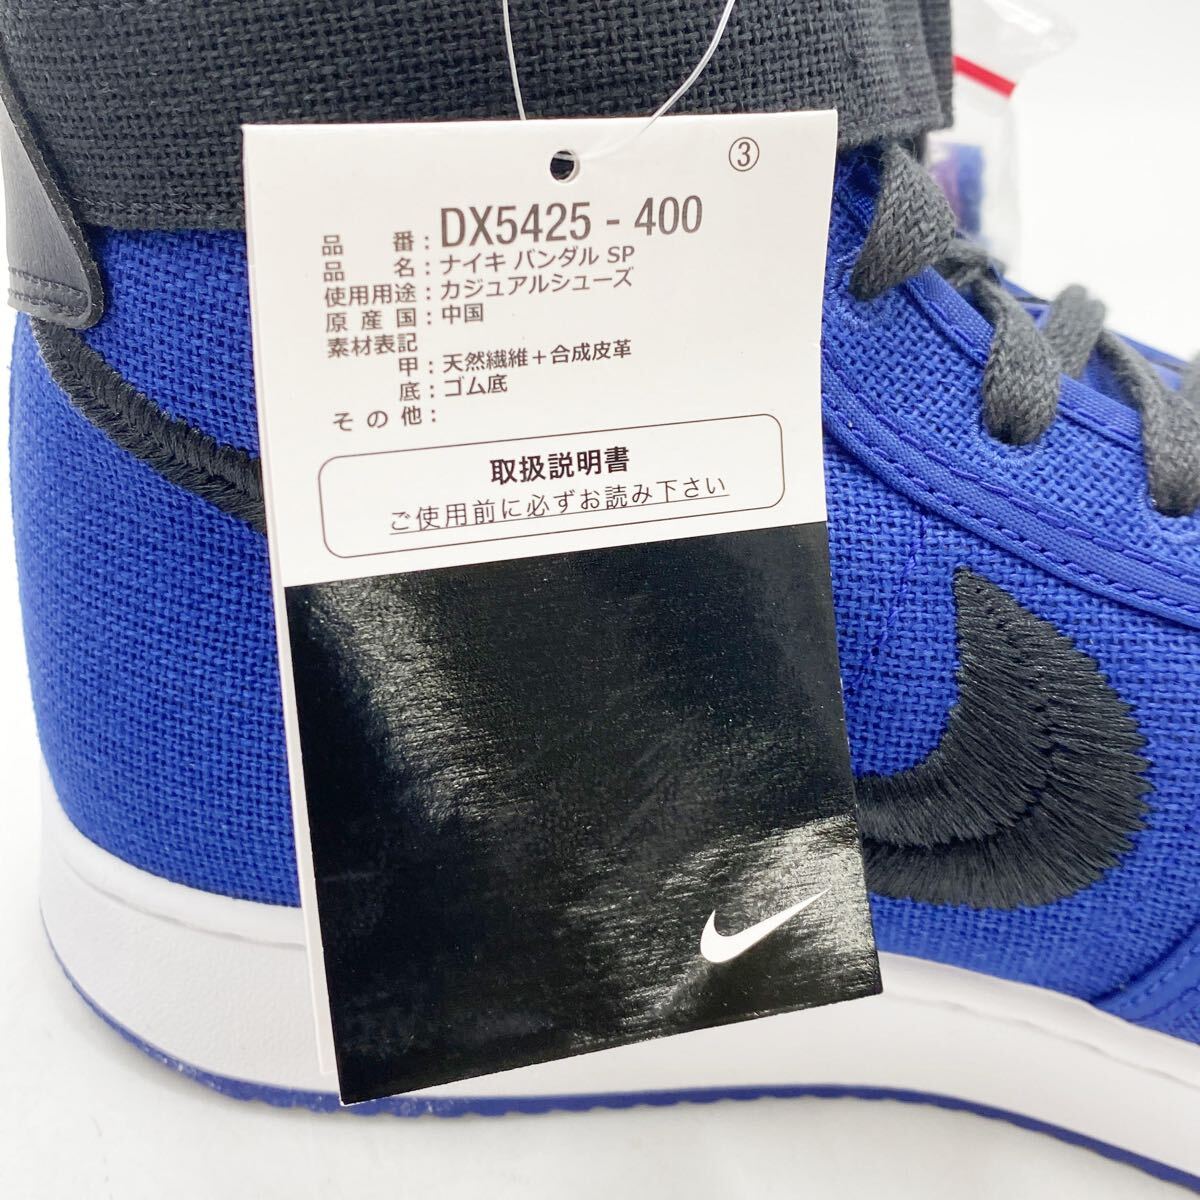 ③
品番：DX5425 - 400
品名：ナイキ バンダル SP
使用用途：カジュアルシューズ
原産国：中国
素材表記
甲：天然繊維＋合成皮革
底：ゴム底
その他：
取扱説明書
ご使用前に必ずお読み下さい